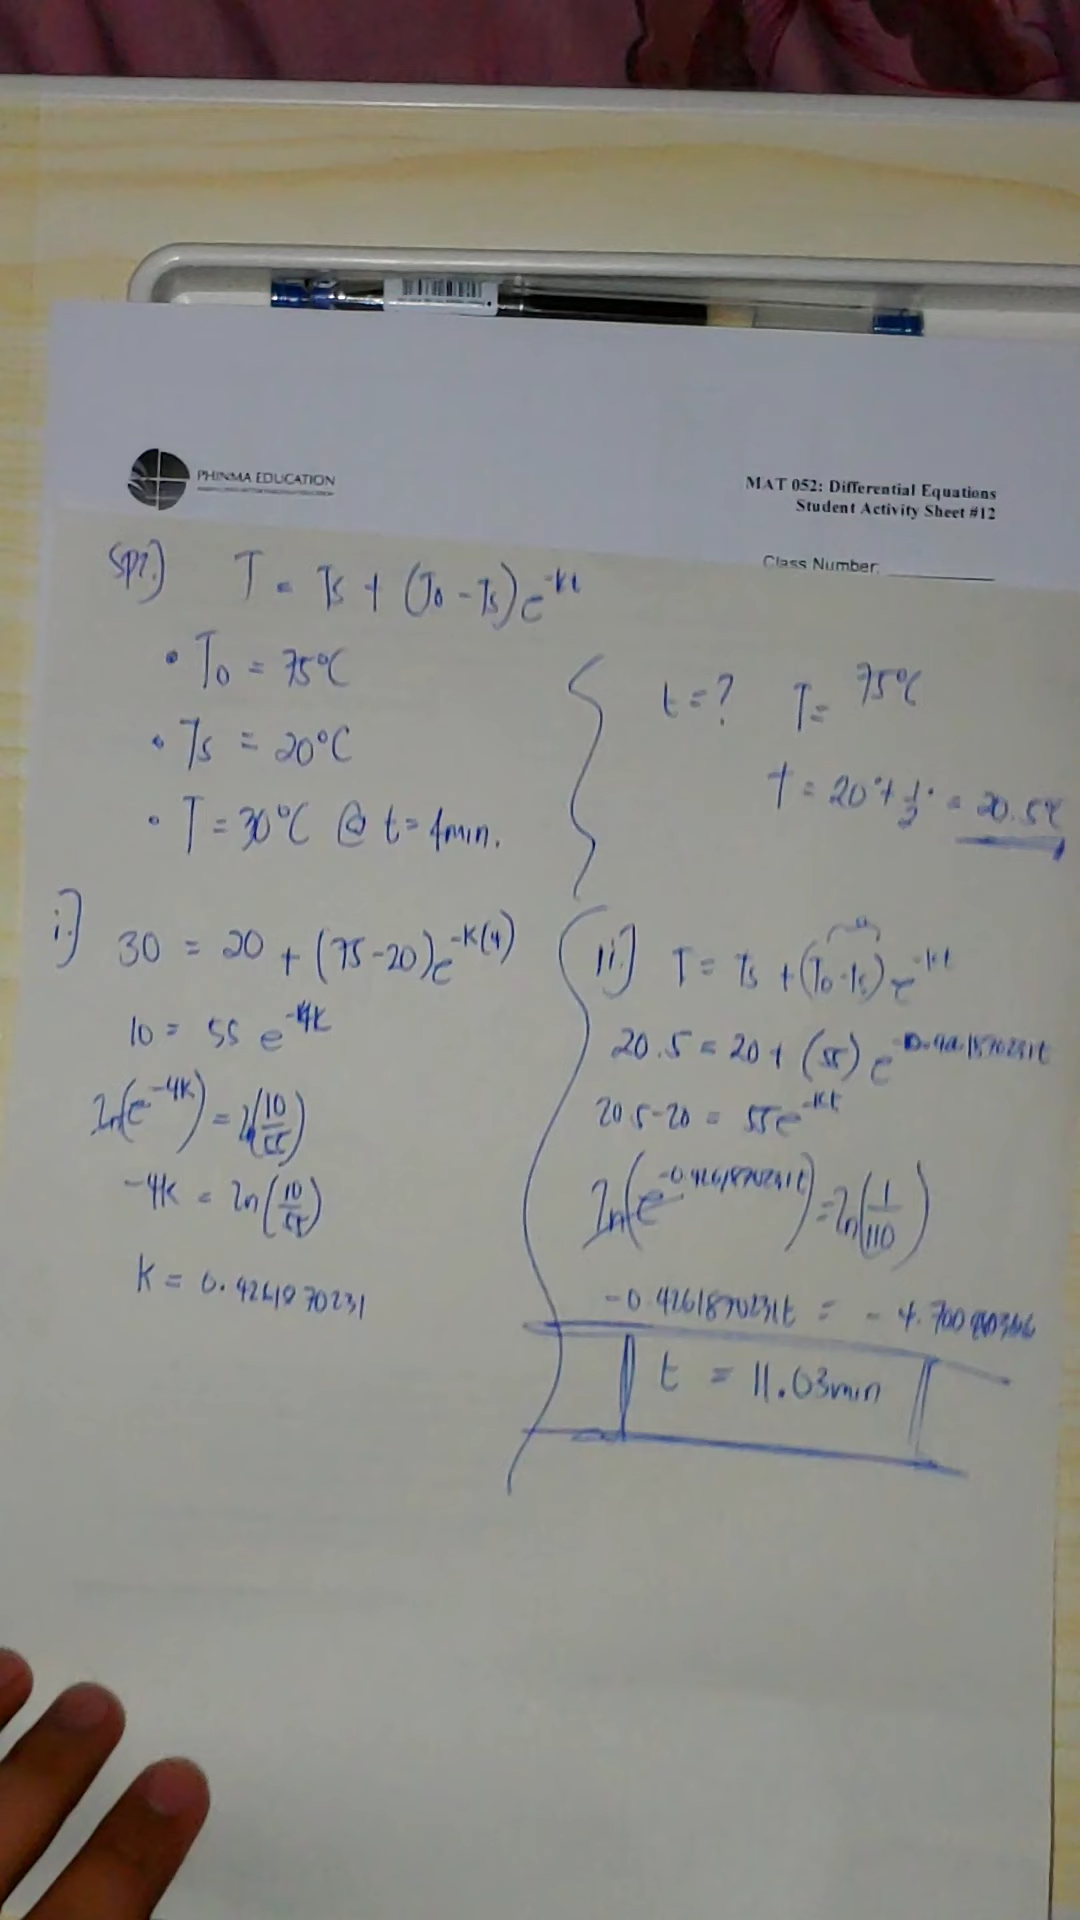 PHINMA EDUCATION
MAT 052: Differential Equations
Student Activity Sheet #12
Class Number:
T = Ts + (To - Ts)e^-kt
• To = 75°C
• Ts = 20°C
• T = 30°C @ t = 4min.
t = ? T = 75°C
T = 20° + 1/2° = 20.5°C
i.]
30 = 20 + (75-20)e^-k(4)
10 = 55 e^-4k
ln(e^-4k) = ln(10/55)
-4k = ln(10/55)
k = 0.4261870231
ii.] T = Ts + (To-Ts)e^-kt
20.5 = 20 + (55) e^-0.4261870231t
20.5-20 = 55e^-kt
ln(e^-0.4261870231t) = ln(1/110)
-0.4261870231t = -4.700480366
t = 11.03min